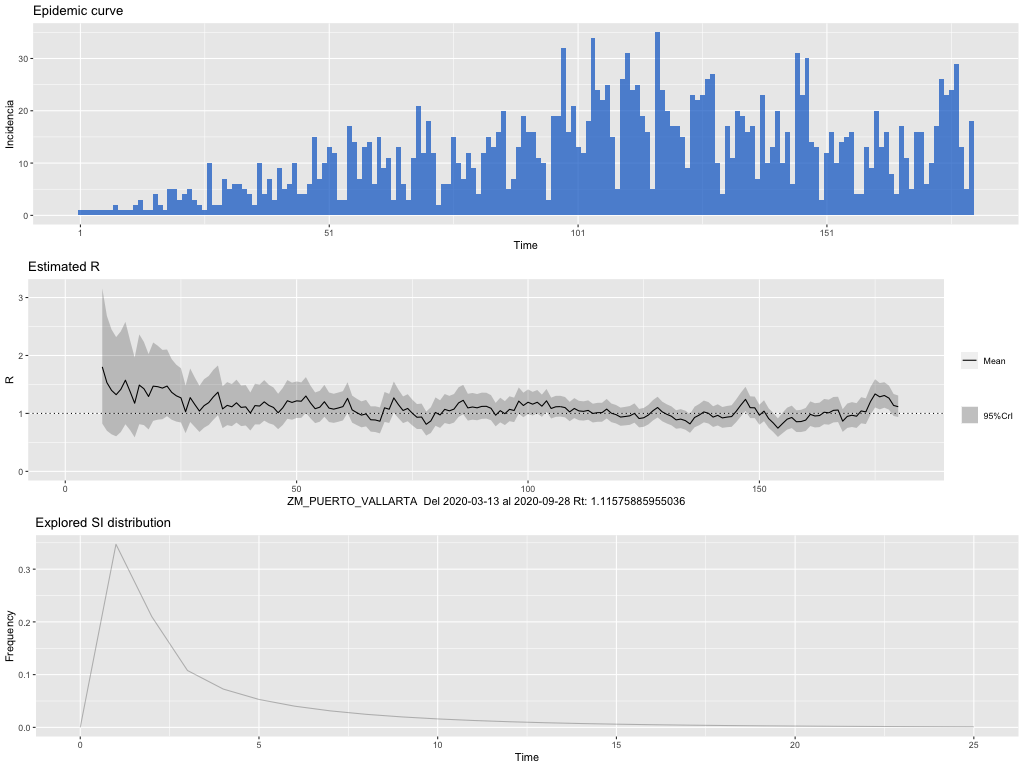 Epidemic curve
30
20
10
0
Incidencia
1 51 101 151
Time
Estimated R
3
2
1
0
R
Mean
95%CrI
0 50 100 150
ZM_PUERTO_VALLARTA Del 2020-03-13 al 2020-09-28 Rt: 1.11575885955036
Explored SI distribution
0.3
0.2
0.1
0.0
Frequency
0 5 10 15 20 25
Time